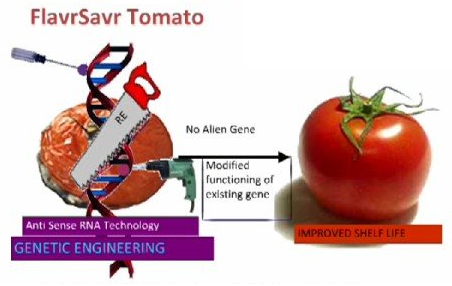 FlavrSavr Tomato
RE
No Alien Gene
Modified
functioning of
existing gene
Anti Sense RNA Technology
GENETIC ENGINEERING
IMPROVED SHELF LIFE